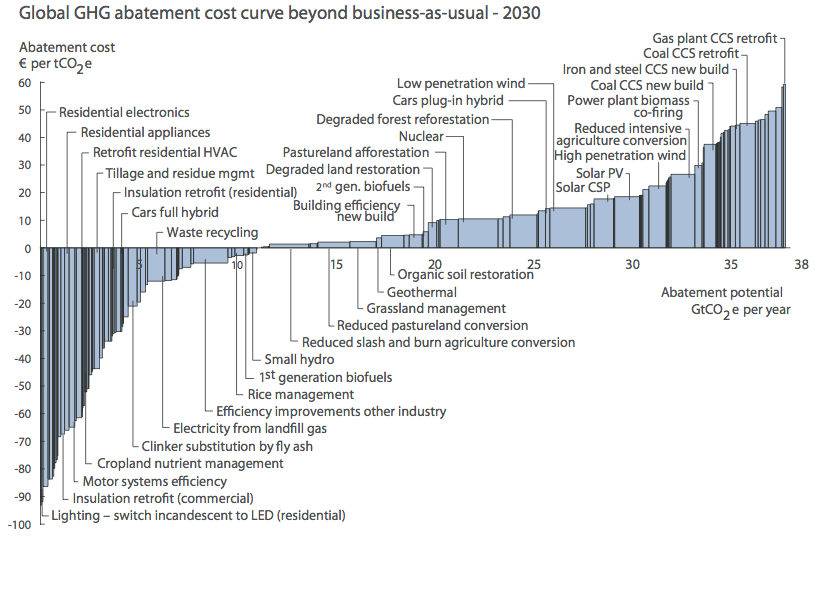 Global GHG abatement cost curve beyond business-as-usual - 2030
Gas plant CCS retrofit
Abatement cost
€ per tCO2e
Coal CCS retrofit
Iron and steel CCS new build
Coal CCS new build
Low penetration wind
Cars plug-in hybrid
Power plant biomass
co-firing
Degraded forest reforestation
Reduced intensive
agriculture conversion
Nuclear
High penetration wind
Pastureland afforestation
Degraded land restoration
Solar PV
2nd gen. biofuels
Solar CSP
Building efficiency
new build
60
50
40
30
20
10
0
-10
-20
-30
-40
-50
-60
-70
-80
-90
-100
Residential electronics
Residential appliances
Retrofit residential HVAC
Tillage and residue mgmt
Insulation retrofit (residential)
Cars full hybrid
Waste recycling
5
10
15
20
25
30
35
38
Abatement potential
GtCO2e per year
Organic soil restoration
Geothermal
Grassland management
Reduced pastureland conversion
Reduced slash and burn agriculture conversion
Small hydro
1st generation biofuels
Rice management
Efficiency improvements other industry
Electricity from landfill gas
Clinker substitution by fly ash
Cropland nutrient management
Motor systems efficiency
Insulation retrofit (commercial)
Lighting – switch incandescent to LED (residential)